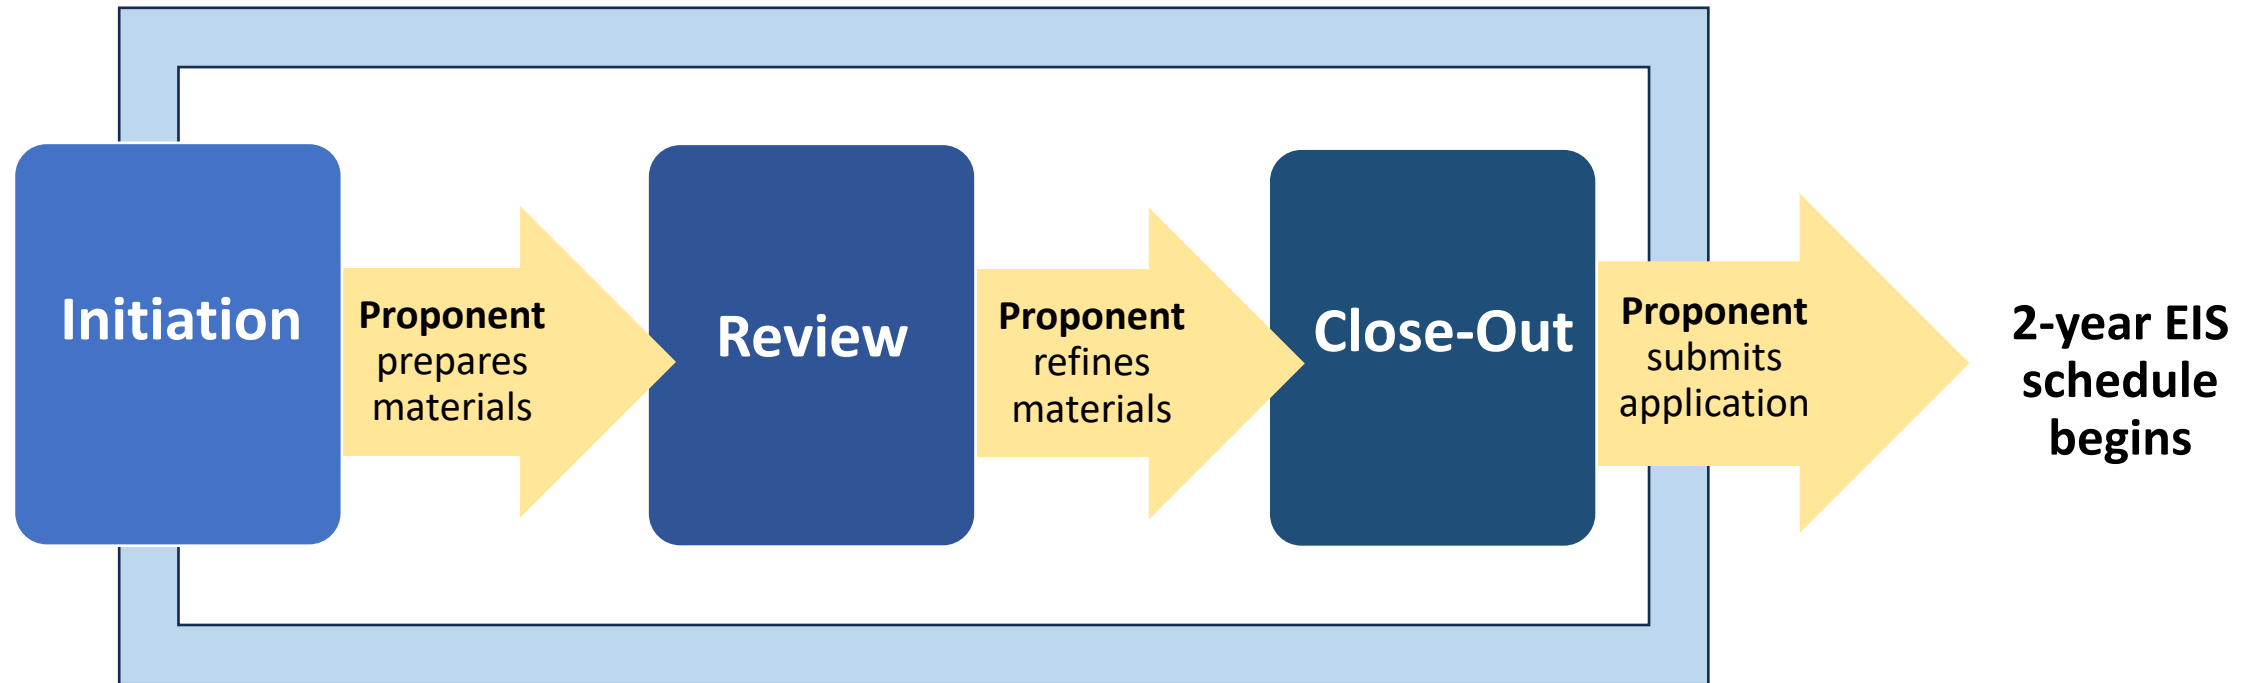 Initiation
Proponent
prepares
materials
Review
Proponent
refines
materials
Close-Out
Proponent
submits
application
2-year EIS
schedule
begins